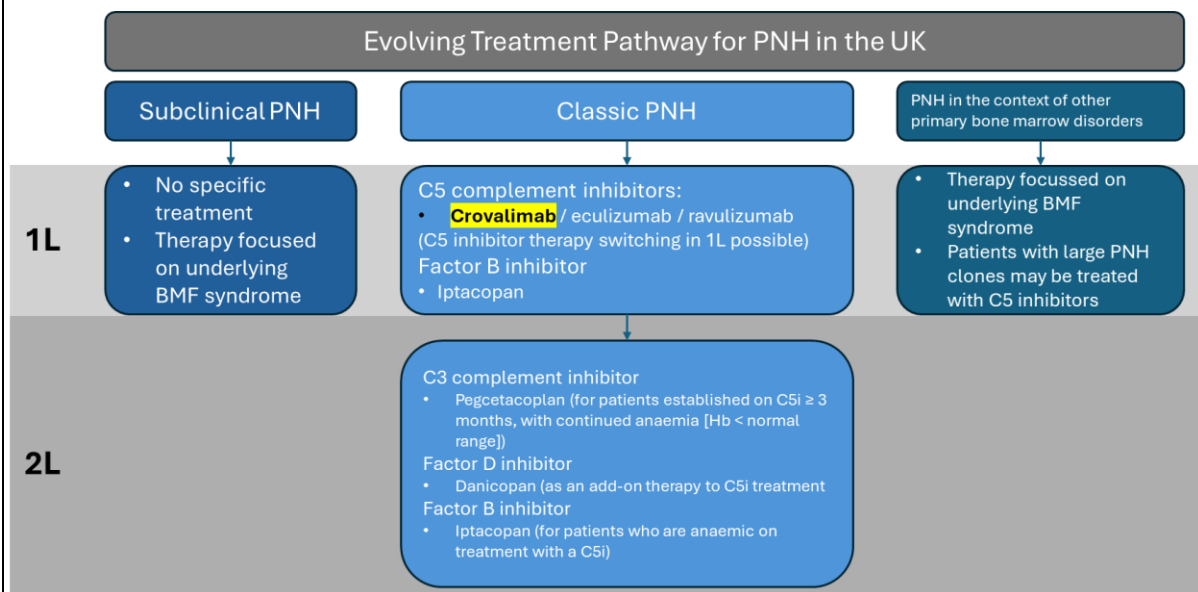 Evolving Treatment Pathway for PNH in the UK
Subclinical PNH
Classic PNH
PNH in the context of other
primary bone marrow disorders
1L
• No specific
treatment
• Therapy focused
on underlying
BMF syndrome
C5 complement inhibitors:
• Crovalimab / eculizumab / ravulizumab
(C5 inhibitor therapy switching in 1L possible)
Factor B inhibitor
• Iptacopan
• Therapy focussed on
underlying BMF
syndrome
• Patients with large PNH
clones may be treated
with C5 inhibitors
2L
C3 complement inhibitor
• Pegcetacoplan (for patients established on C5i ≥ 3
months, with continued anaemia [Hb < normal
range])
Factor D inhibitor
• Danicopan (as an add-on therapy to C5i treatment
Factor B inhibitor
• Iptacopan (for patients who are anaemic on
treatment with a C5i)